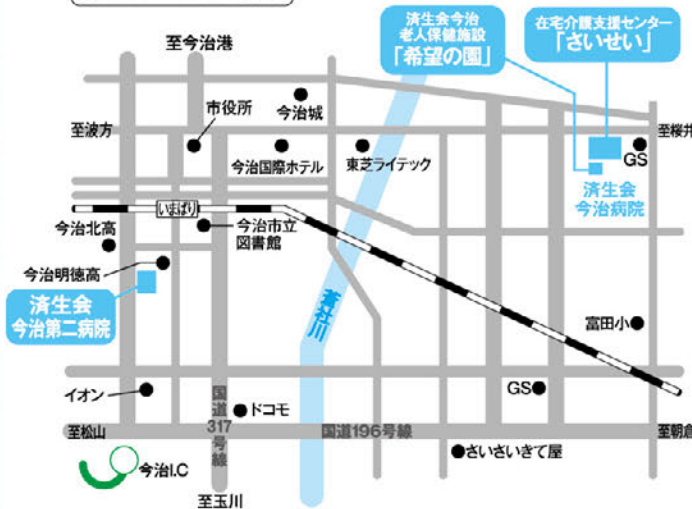 済生会今治
老人保健施設
「希望の園」
在宅介護支援センター
「さいせい」
至今治港
市役所
今治城
至波方
至桜井
今治国際ホテル
東芝ライテック
GS
済生会
今治病院
いまばり
今治北高
今治市立
図書館
今治明徳高
済生会
今治第二病院
蒼社川
富田小
イオン
国道317号線
ドコモ
GS
至松山
国道196号線
至朝倉
さいさいきて屋
今治I.C
至玉川